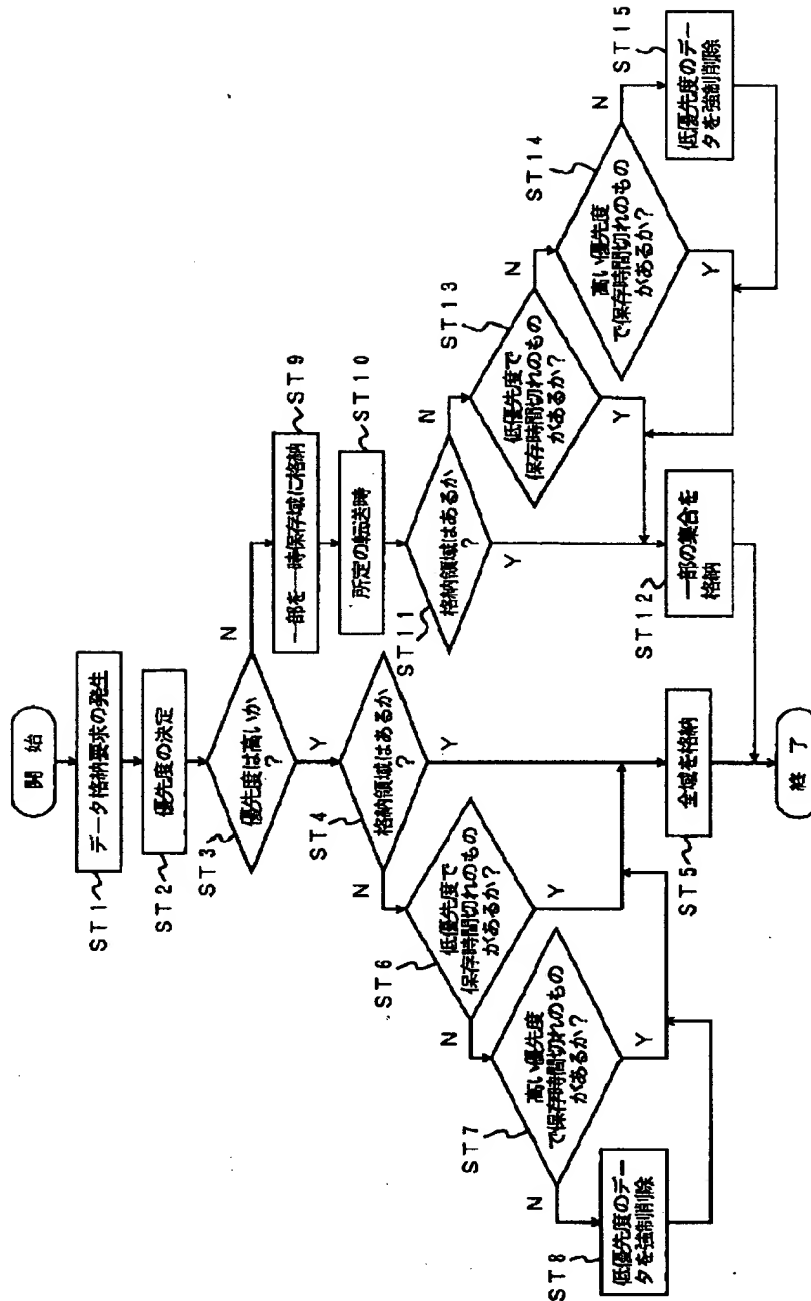 開 始
ST1
データ格納要求の発生
ST2
優先度の決定
ST3
優先度は高いか
?
Y
N
ST4
格納領域はあるか
?
Y
N
ST5
全域を格納
ST6
低優先度で
保存時間切れのもの
があるか?
Y
N
ST7
高い優先度
で保存時間切れのもの
があるか?
Y
N
ST8
低優先度のデー
タを強制削除
ST9
一部を一時保存域に格納
ST10
所定の転送時
ST11
格納領域はあるか
?
Y
N
ST12
一部の集合を
格納
ST13
低優先度で
保存時間切れのもの
があるか?
Y
N
ST14
高い優先度
で保存時間切れのもの
があるか?
Y
N
ST15
低優先度のデー
タを強制削除
終 了